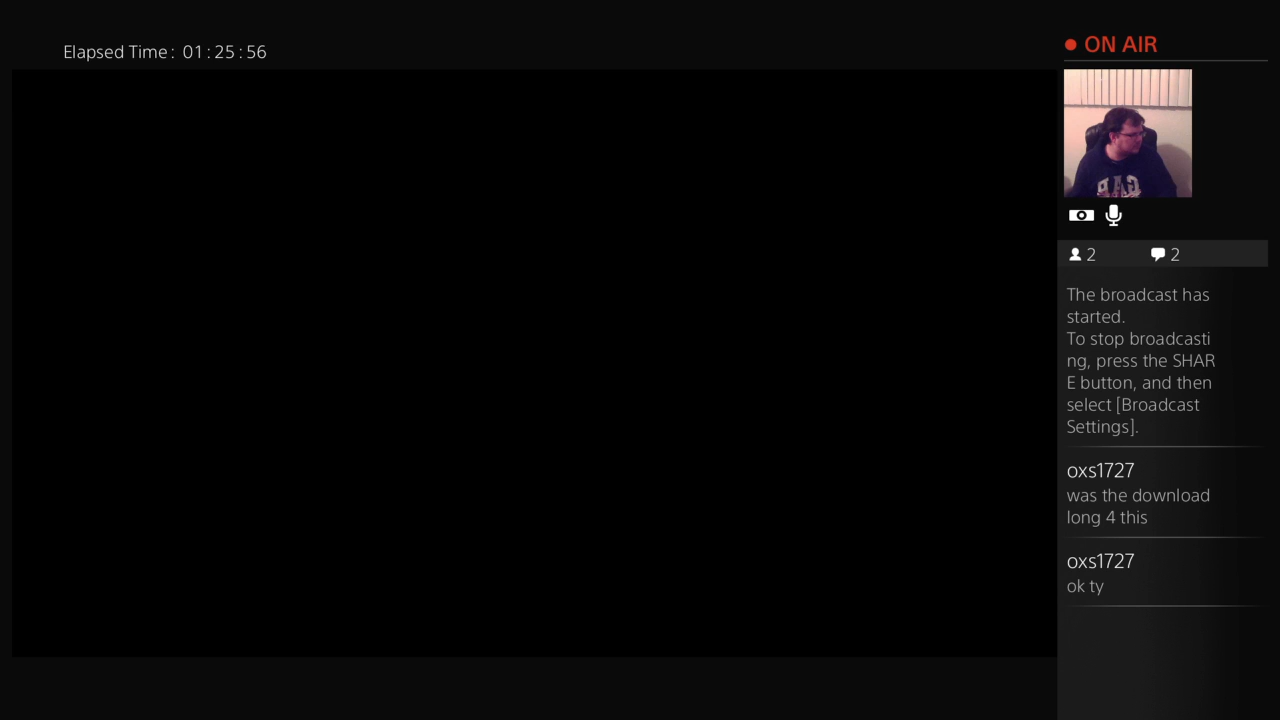 Elapsed Time: 01:25:56
ON AIR
GAP
2 2
The broadcast has
started.
To stop broadcasti
ng, press the SHAR
E button, and then
select [Broadcast
Settings].
oxs1727
was the download
long 4 this
oxs1727
ok ty